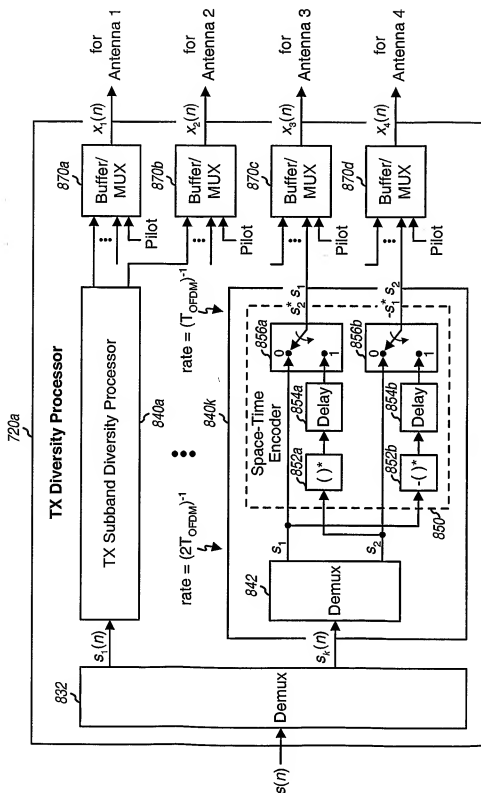 720a
TX Diversity Processor
832
Demux
s(n)
s₁(n)
840a
TX Subband Diversity Processor
870a
Buffer/
MUX
Pilot
x₁(n)
for
Antenna 1
870b
Buffer/
MUX
Pilot
x₂(n)
for
Antenna 2
870c
Buffer/
MUX
Pilot
x₃(n)
for
Antenna 3
870d
Buffer/
MUX
Pilot
x₄(n)
for
Antenna 4
rate = (2T_OFDM)⁻¹
rate = (T_OFDM)⁻¹
840k
sₖ(n)
842
Demux
s₁
s₂
Space-Time
Encoder
850
852a
( )*
854a
Delay
856a
0
1
s₂* s₁
852b
-( )*
854b
Delay
856b
0
1
-s₁* s₂